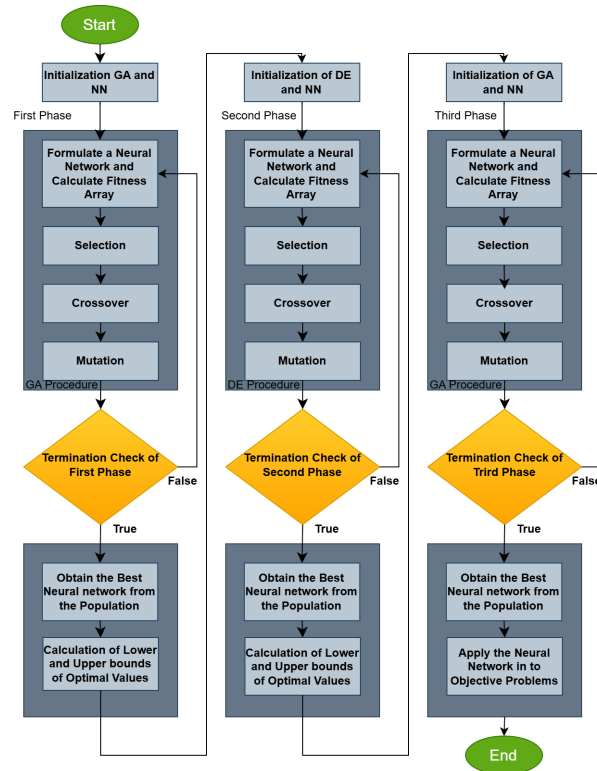 Start
Initialization GA and
NN
First Phase
Formulate a Neural
Network and
Calculate Fitness
Array
Selection
Crossover
Mutation
GA Procedure
Termination Check of
First Phase
False
True
Obtain the Best
Neural network from
the Population
Calculation of Lower
and Upper bounds
of Optimal Values
Initialization of DE
and NN
Second Phase
Formulate a Neural
Network and
Calculate Fitness
Array
Selection
Crossover
Mutation
DE Procedure
Termination Check of
Second Phase
False
True
Obtain the Best
Neural network from
the Population
Calculation of Lower
and Upper bounds
of Optimal Values
Initialization of GA
and NN
Third Phase
Formulate a Neural
Network and
Calculate Fitness
Array
Selection
Crossover
Mutation
GA Procedure
Termination Check of
Trird Phase
False
True
Obtain the Best
Neural network from
the Population
Apply the Neural
Network in to
Objective Problems
End